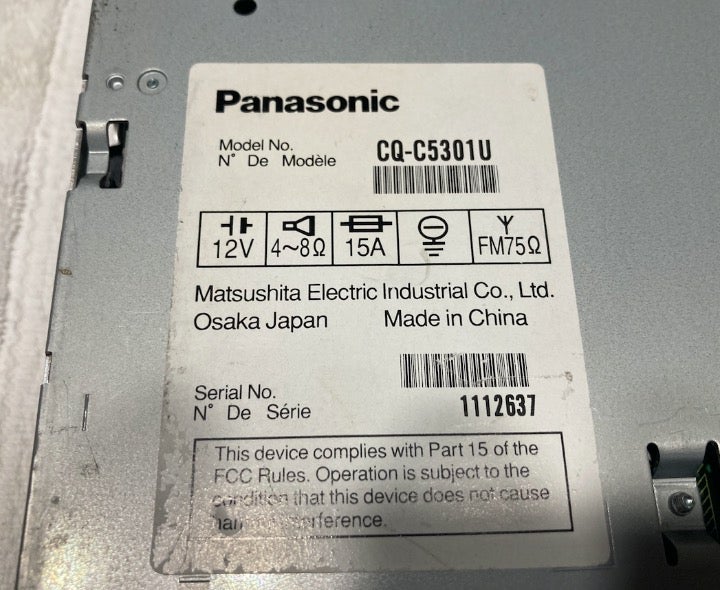 Panasonic
Model No.
N° De Modèle
CQ-C5301U
12V
4~8Ω
15A
FM75Ω
Matsushita Electric Industrial Co., Ltd.
Osaka Japan Made in China
Serial No.
N° De Série
1112637
This device complies with Part 15 of the
FCC Rules. Operation is subject to the
condition that this device does not cause